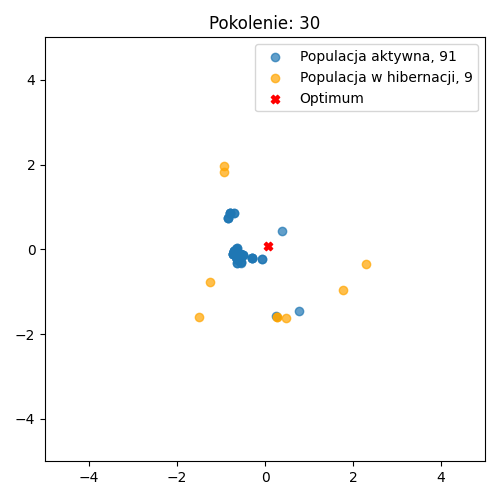 Pokolenie: 30
Populacja aktywna, 91
Populacja w hibernacji, 9
Optimum
4
2
0
−2
−4
−4
−2
0
2
4